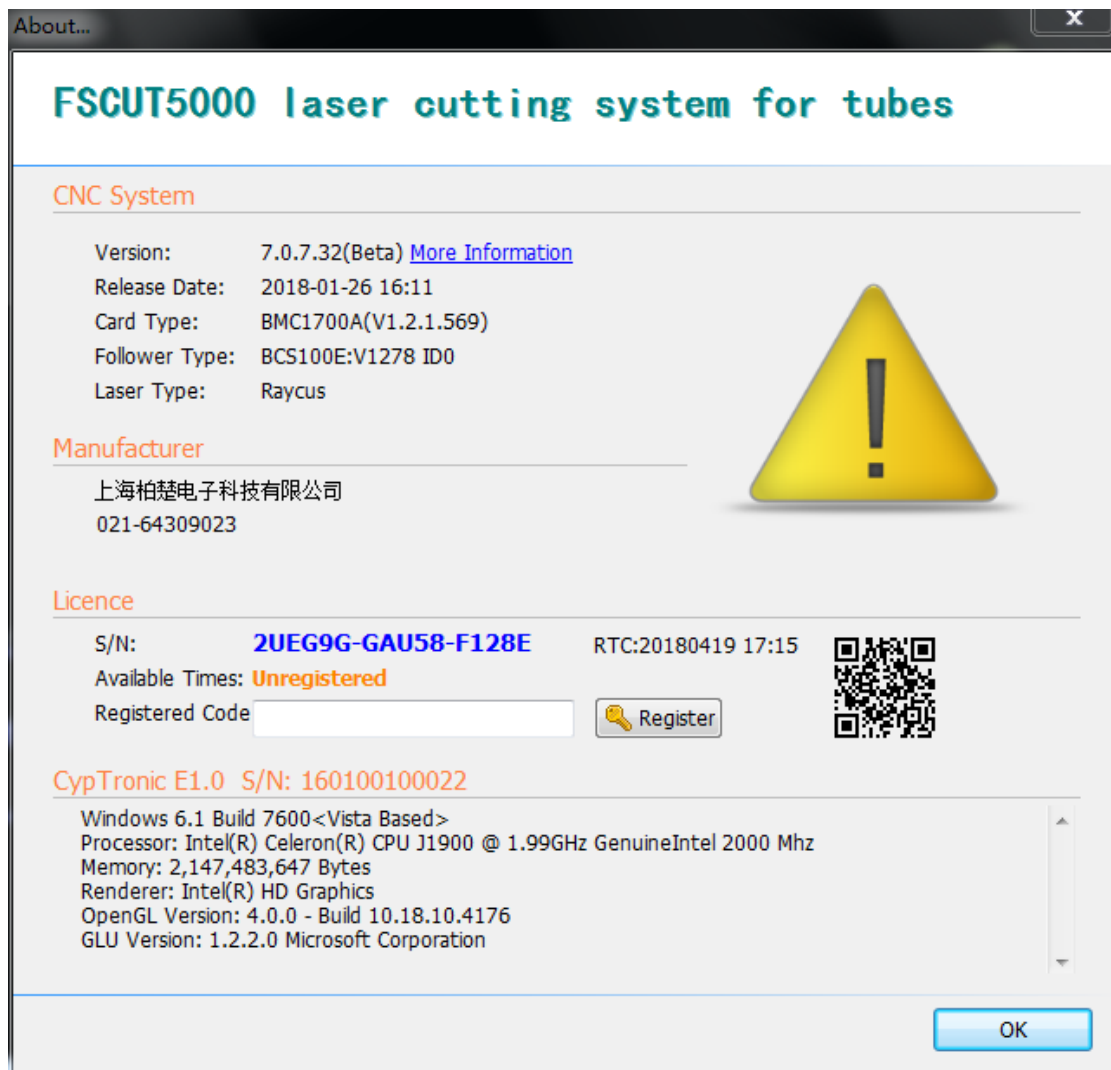 About...
FSCUT5000 laser cutting system for tubes
CNC System
Version: 7.0.7.32(Beta) More Information
Release Date: 2018-01-26 16:11
Card Type: BMC1700A(V1.2.1.569)
Follower Type: BCS100E:V1278 ID0
Laser Type: Raycus
Manufacturer
上海柏楚电子科技有限公司
021-64309023
Licence
S/N: 2UEG9G-GAU58-F128E RTC:20180419 17:15
Available Times: Unregistered
Registered Code Register
CypTronic E1.0 S/N: 160100100022
Windows 6.1 Build 7600<Vista Based>
Processor: Intel(R) Celeron(R) CPU J1900 @ 1.99GHz GenuineIntel 2000 Mhz
Memory: 2,147,483,647 Bytes
Renderer: Intel(R) HD Graphics
OpenGL Version: 4.0.0 - Build 10.18.10.4176
GLU Version: 1.2.2.0 Microsoft Corporation
OK